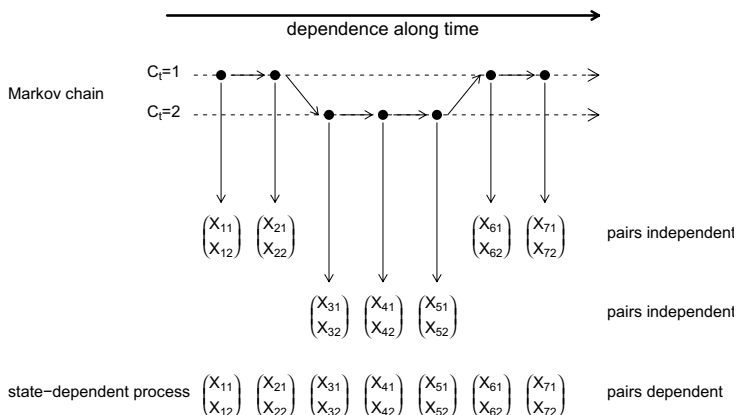 dependence along time
Cₜ=1
Markov chain
Cₜ=2
X₁₁ X₂₁ X₆₁ X₇₁
pairs independent
X₁₂ X₂₂ X₆₂ X₇₂
X₃₁ X₄₁ X₅₁
pairs independent
X₃₂ X₄₂ X₅₂
X₁₁ X₂₁ X₃₁ X₄₁ X₅₁ X₆₁ X₇₁
state−dependent process pairs dependent
X₁₂ X₂₂ X₃₂ X₄₂ X₅₂ X₆₂ X₇₂